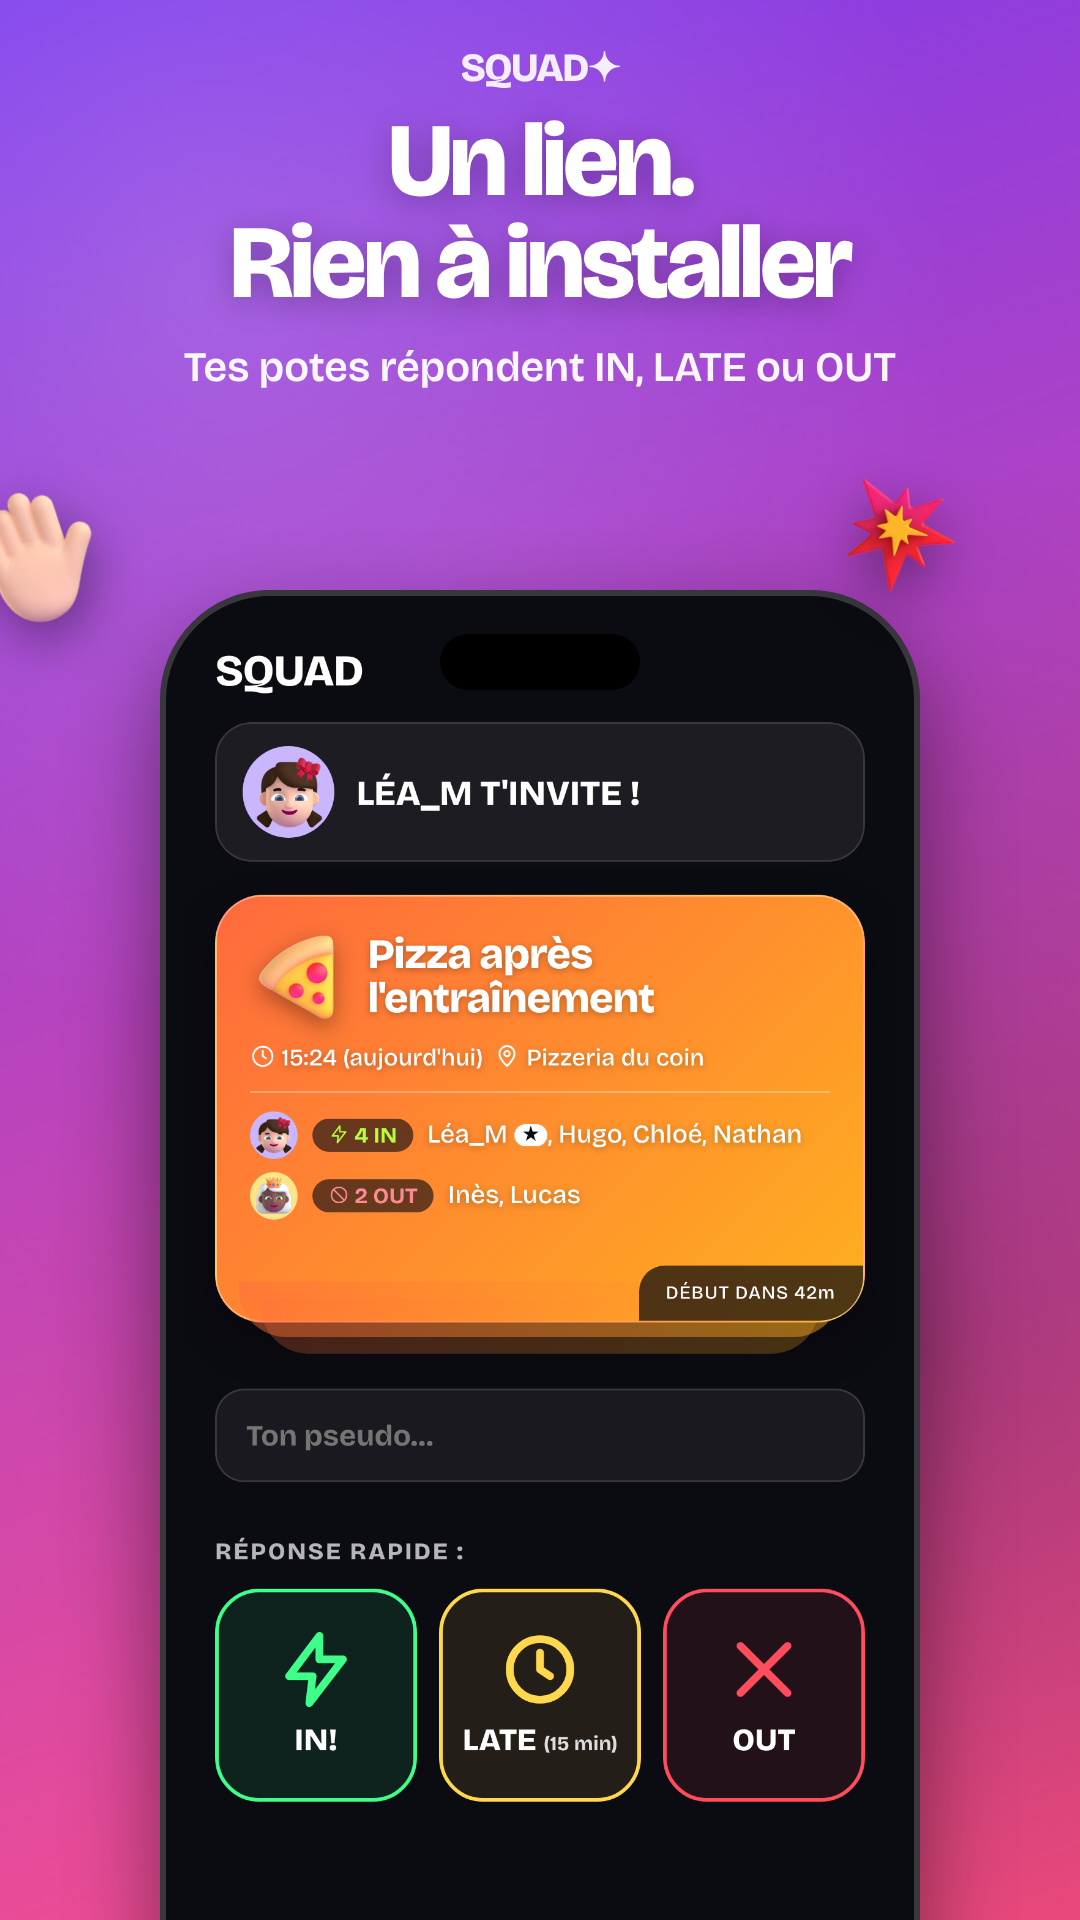 SQUAD
Un lien.
Rien à installer
Tes potes répondent IN, LATE ou OUT
SQUAD
LÉA_M T'INVITE !
Pizza après
l'entraînement
15:24 (aujourd'hui) Pizzeria du coin
4 IN Léa_M ★, Hugo, Chloé, Nathan
2 OUT Inès, Lucas
DÉBUT DANS 42m
Ton pseudo...
RÉPONSE RAPIDE :
IN! LATE (15 min) OUT